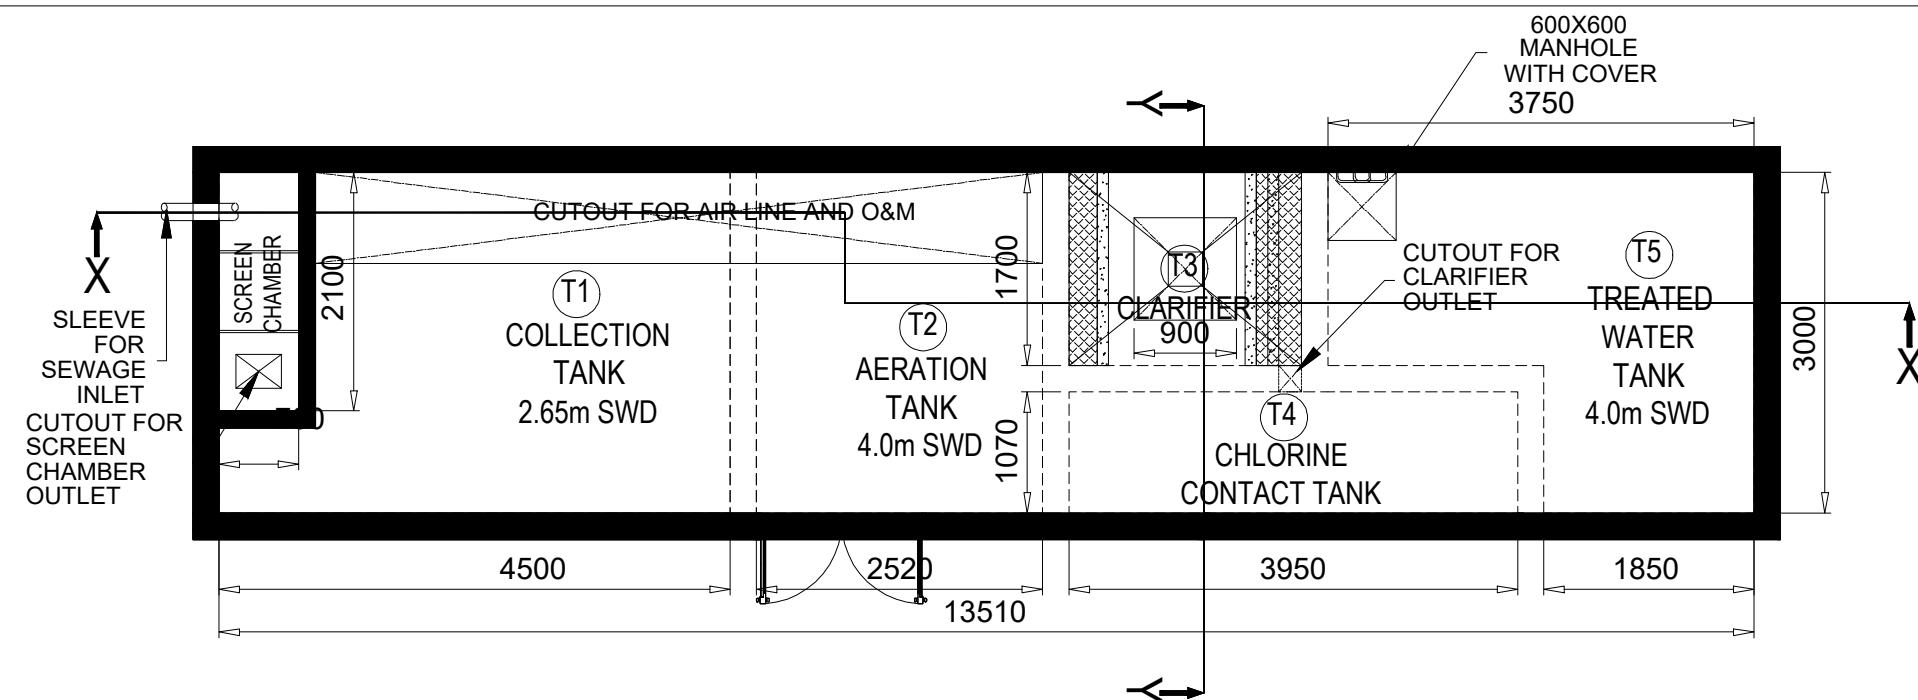 600X600
MANHOLE
WITH COVER
3750
Y
X
SLEEVE
FOR
SEWAGE
INLET
CUTOUT FOR
SCREEN
CHAMBER
OUTLET
SCREEN
CHAMBER
2100
CUTOUT FOR AIR LINE AND O&M
T1
COLLECTION
TANK
2.65m SWD
T2
AERATION
TANK
4.0m SWD
1700
1070
T3
CLARIFIER
900
CUTOUT FOR
CLARIFIER
OUTLET
T4
CHLORINE
CONTACT TANK
T5
TREATED
WATER
TANK
4.0m SWD
3000
X
4500
2520
3950
1850
13510
Y